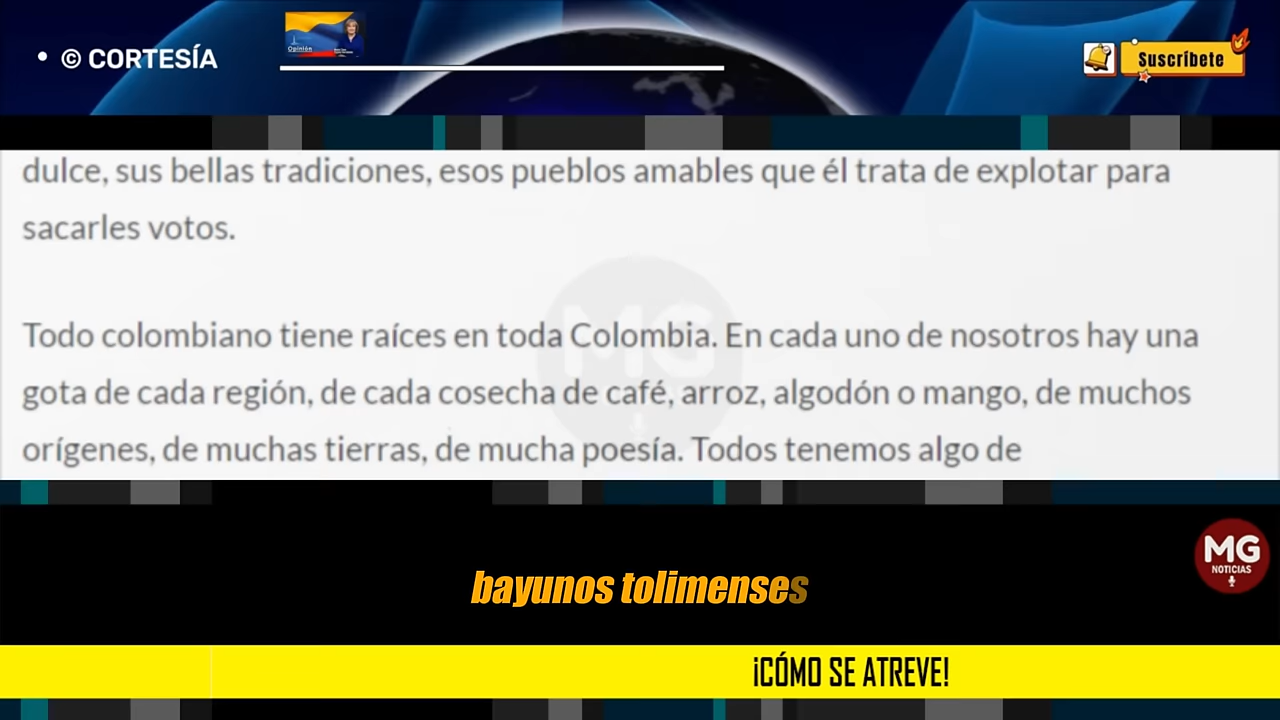 • © CORTESÍA
Opinión
Suscríbete
dulce, sus bellas tradiciones, esos pueblos amables que él trata de explotar para
sacarles votos.
Todo colombiano tiene raíces en toda Colombia. En cada uno de nosotros hay una
gota de cada región, de cada cosecha de café, arroz, algodón o mango, de muchos
orígenes, de muchas tierras, de mucha poesía. Todos tenemos algo de
MG
MG
NOTICIAS
bayunos tolimenses
¡CÓMO SE ATREVE!